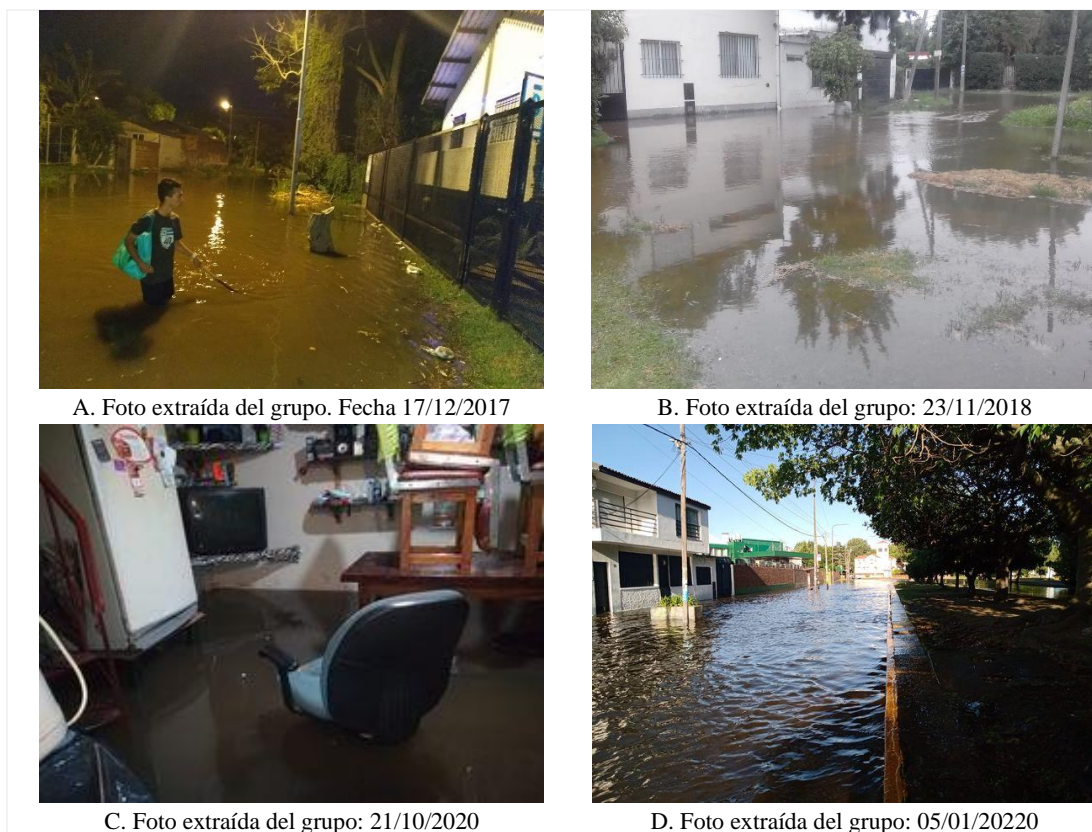 A. Foto extraída del grupo. Fecha 17/12/2017
B. Foto extraída del grupo: 23/11/2018
C. Foto extraída del grupo: 21/10/2020
D. Foto extraída del grupo: 05/01/20220